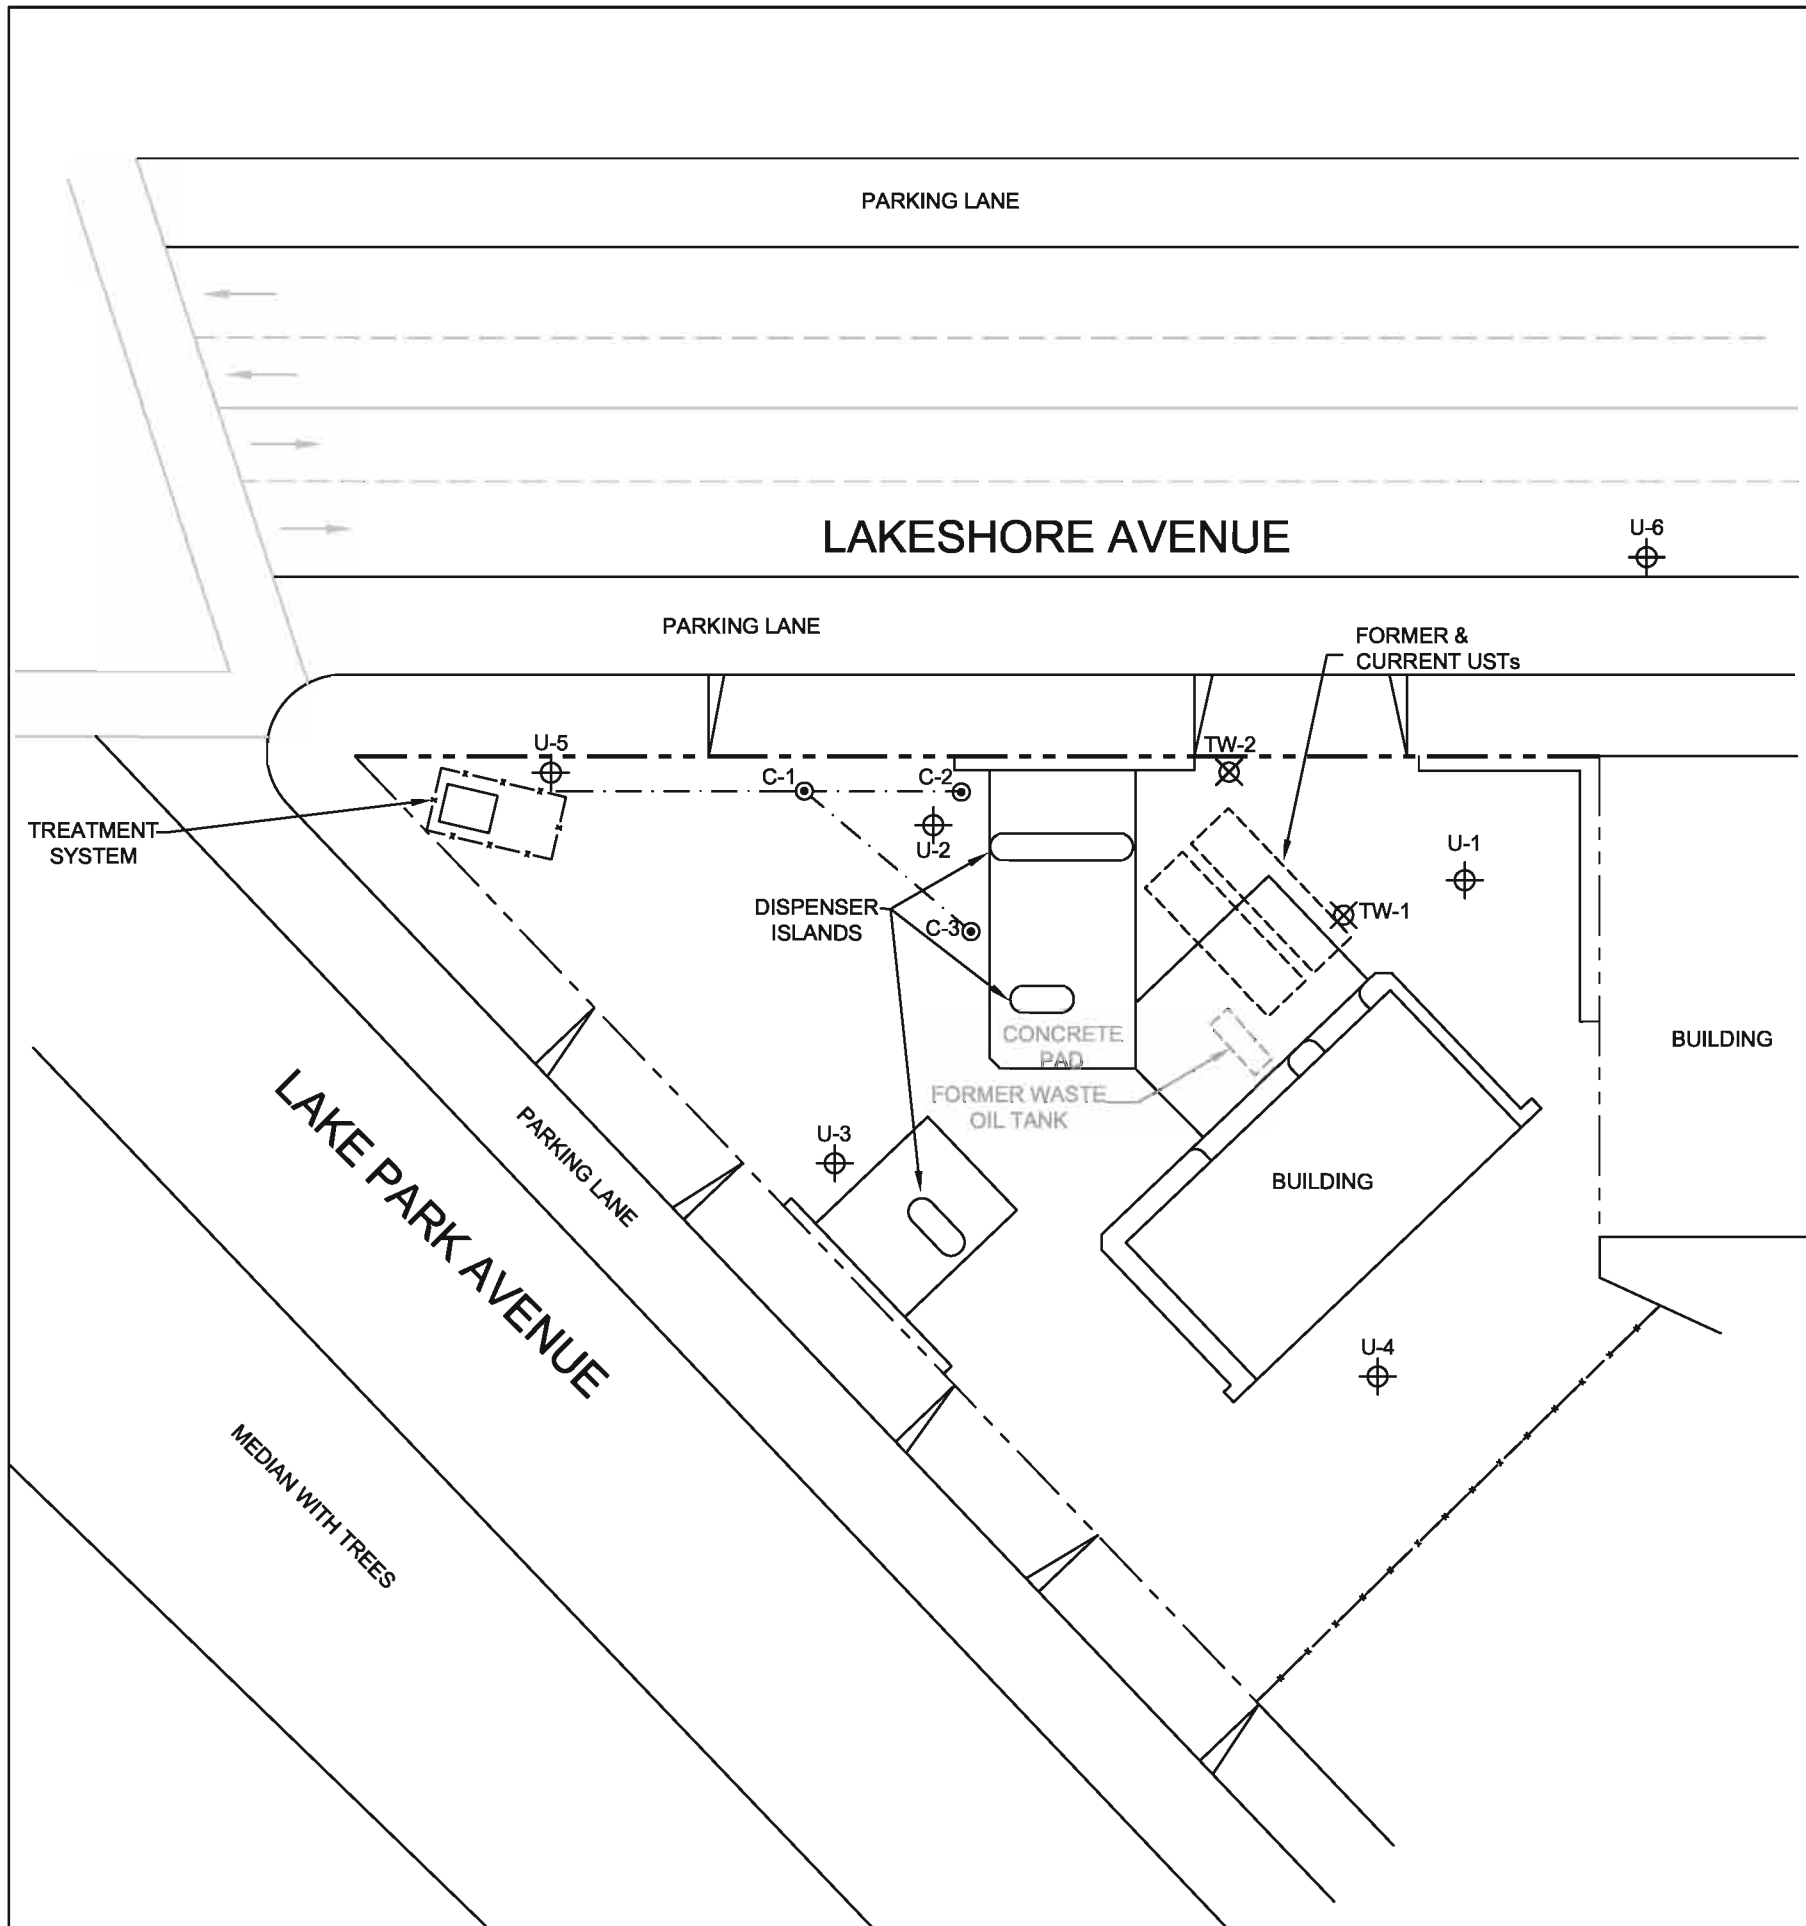 PARKING LANE
LAKESHORE AVENUE
U-6
PARKING LANE
FORMER &
CURRENT USTs
U-5
TW-2
C-1
C-2
TREATMENT
SYSTEM
U-2
U-1
DISPENSER
ISLANDS
C-3
TW-1
CONCRETE
PAD
BUILDING
FORMER WASTE
OIL TANK
LAKE PARK AVENUE
PARKING LANE
U-3
BUILDING
U-4
MEDIAN WITH TREES